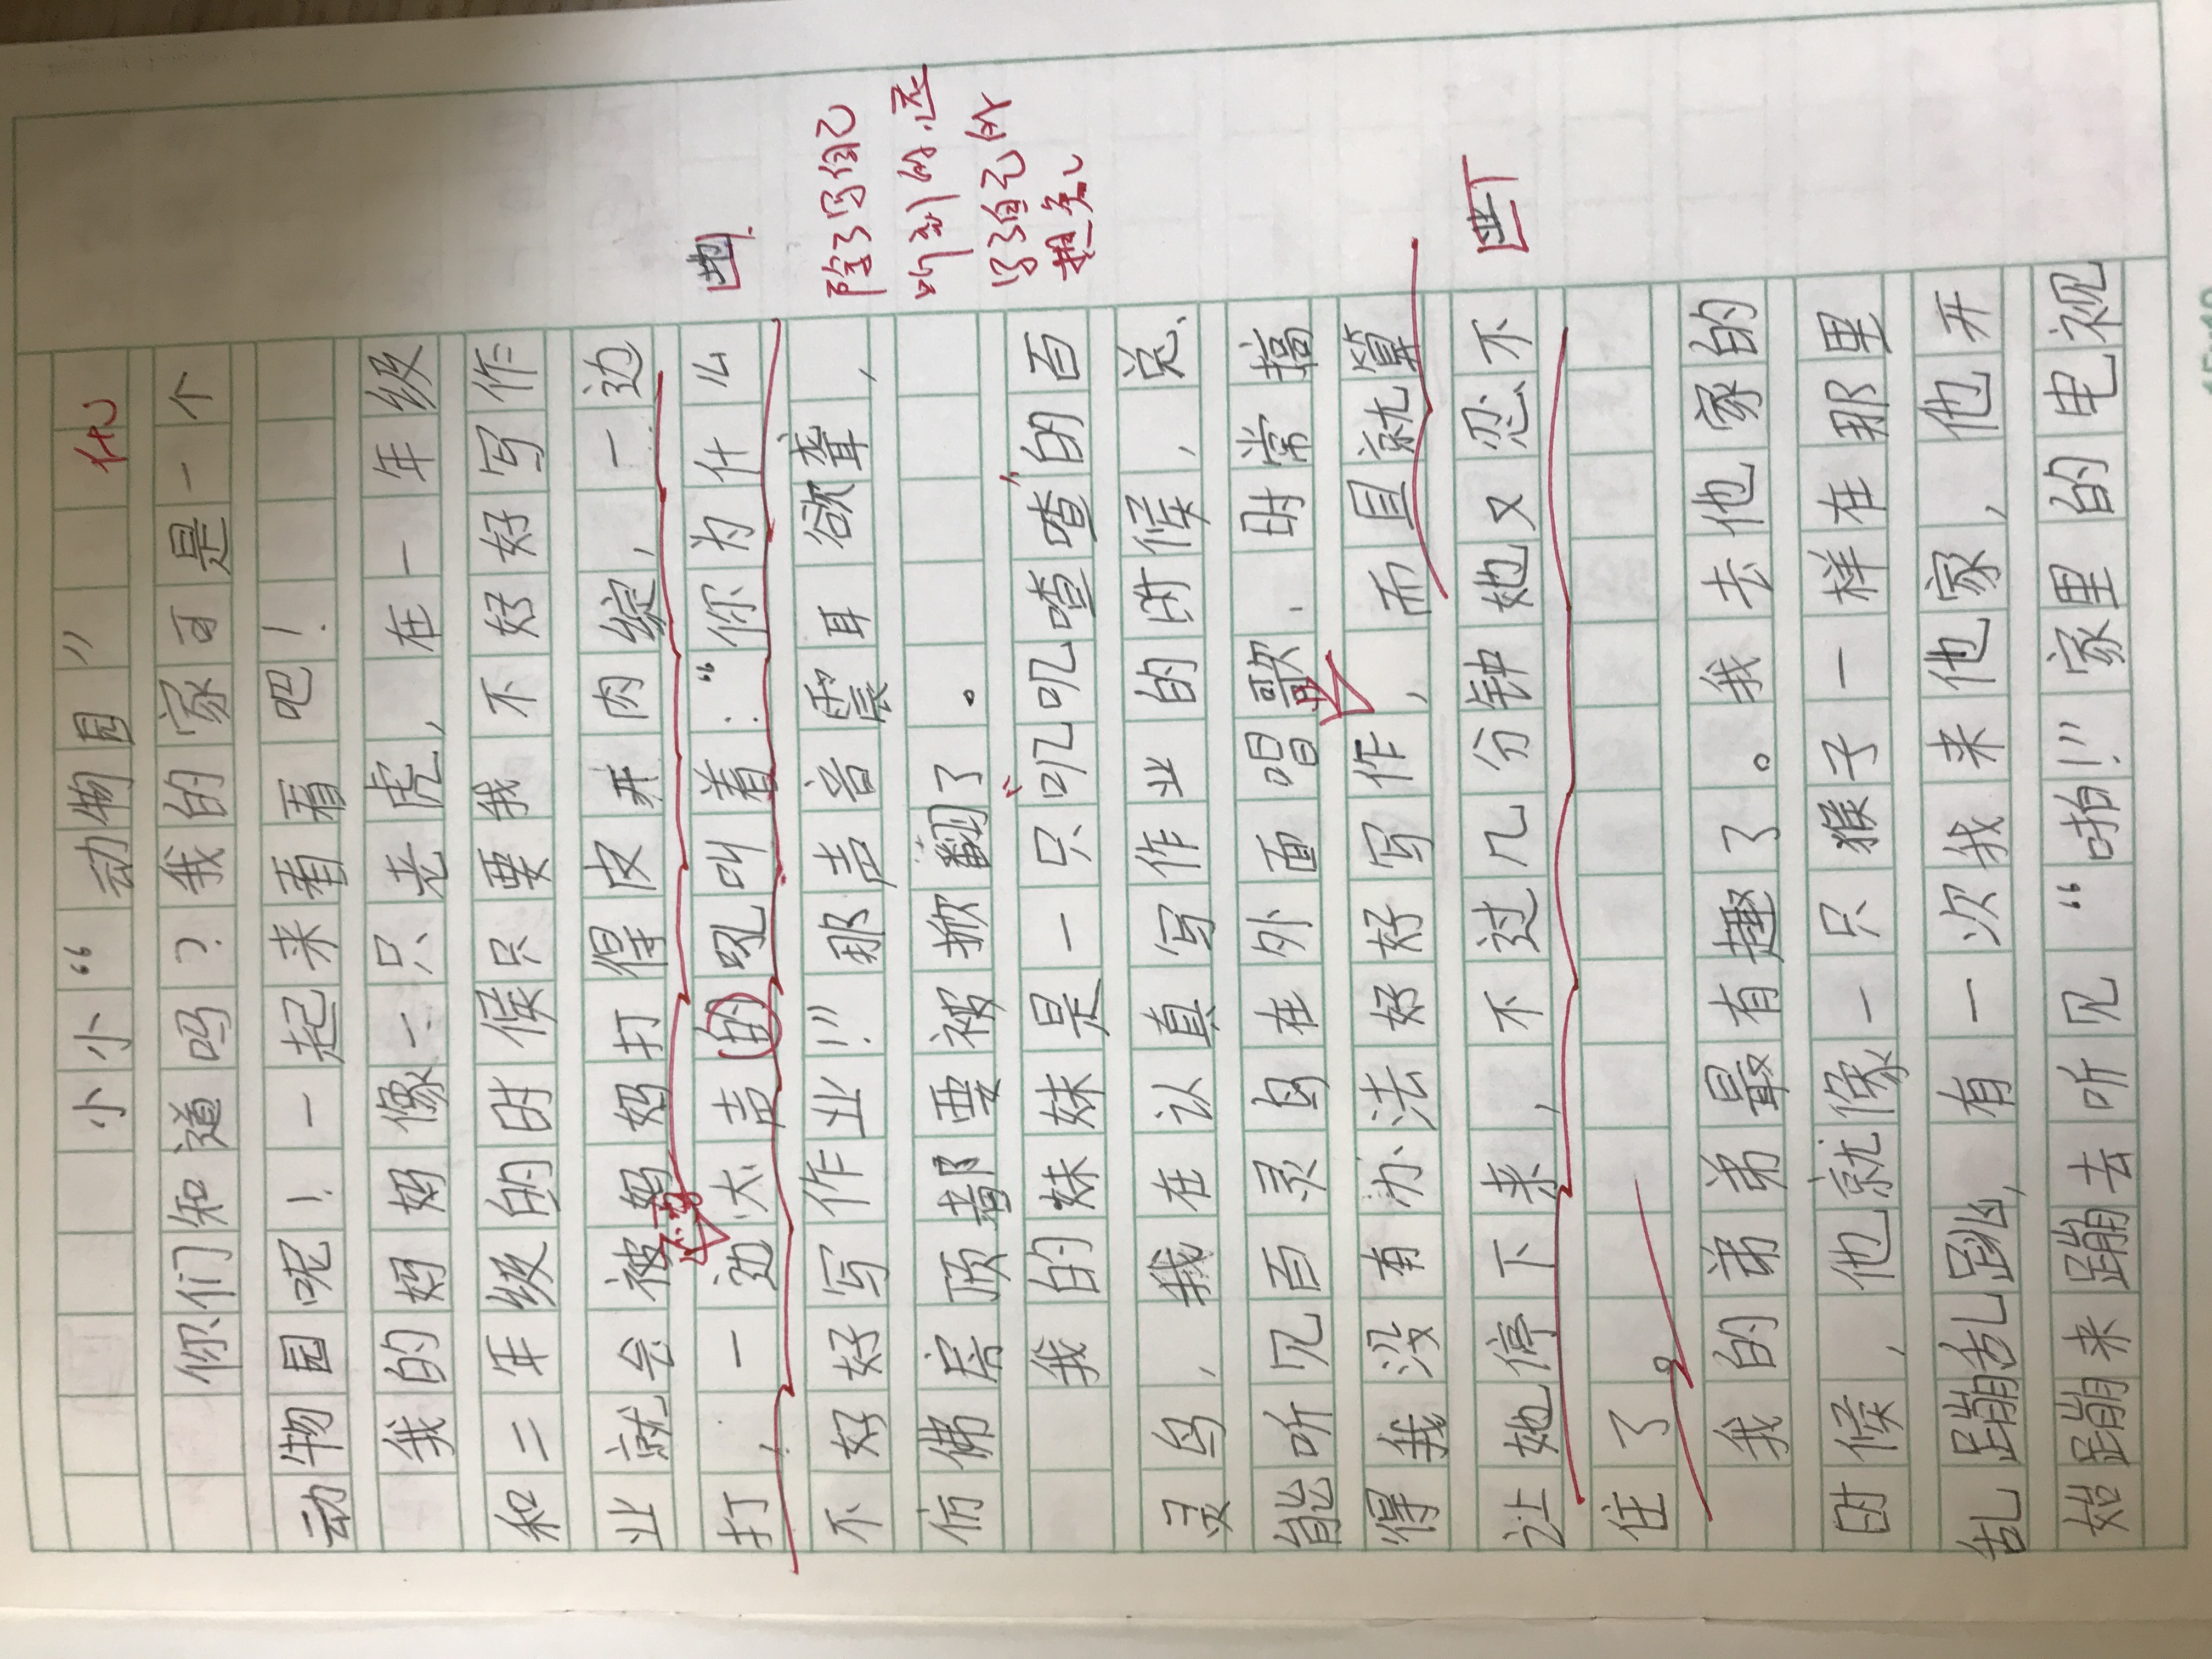 小小“动物园” 优
你们知道吗？我的家可是一个
动物园呢！一起来看看吧！
我的妈妈像一只老虎，在一年级
和二年级的时候只要我不好好写作
业就会被妈妈打得皮开肉绽，一边
打，一边大声的吼叫着：“你为什么
地
不好好写作业！”那声音震耳欲聋，
仿佛房顶都要被掀翻了。
除了写自己
听到的，还
写了自己的
想象
我的妹妹是一只“叽叽喳喳”的百
灵鸟，我在认真写作业的时候，总
能听见百灵鸟在外面唱歌，时常搞
得我没有办法好好写作，而且就算
业
让她停下来，不过几分钟她又忍不
住了。
我的弟弟最有趣了。我去他家的
时候，他就像一只猴子一样在那里
乱蹦乱跳，有一次我来他家，他开
始蹦来蹦去听见“啪！”家里的电视